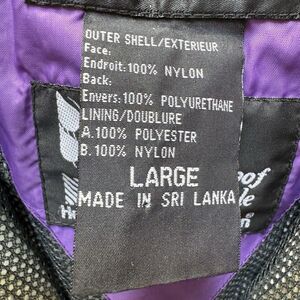 OUTER SHELL/EXTERIEUR
Face:
Endroit:100% NYLON
Back:
Envers:100% POLYURETHANE
LINING/DOUBLURE
A.100% POLYESTER
B.100% NYLON
LARGE
MADE IN SRI LANKA